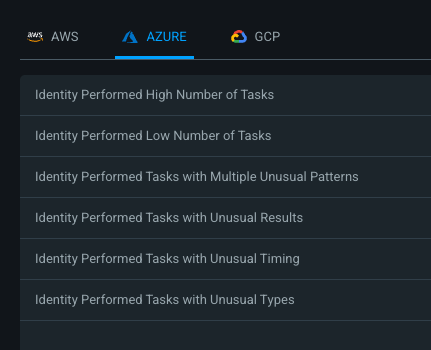 aws AWS AZURE GCP
Identity Performed High Number of Tasks
Identity Performed Low Number of Tasks
Identity Performed Tasks with Multiple Unusual Patterns
Identity Performed Tasks with Unusual Results
Identity Performed Tasks with Unusual Timing
Identity Performed Tasks with Unusual Types